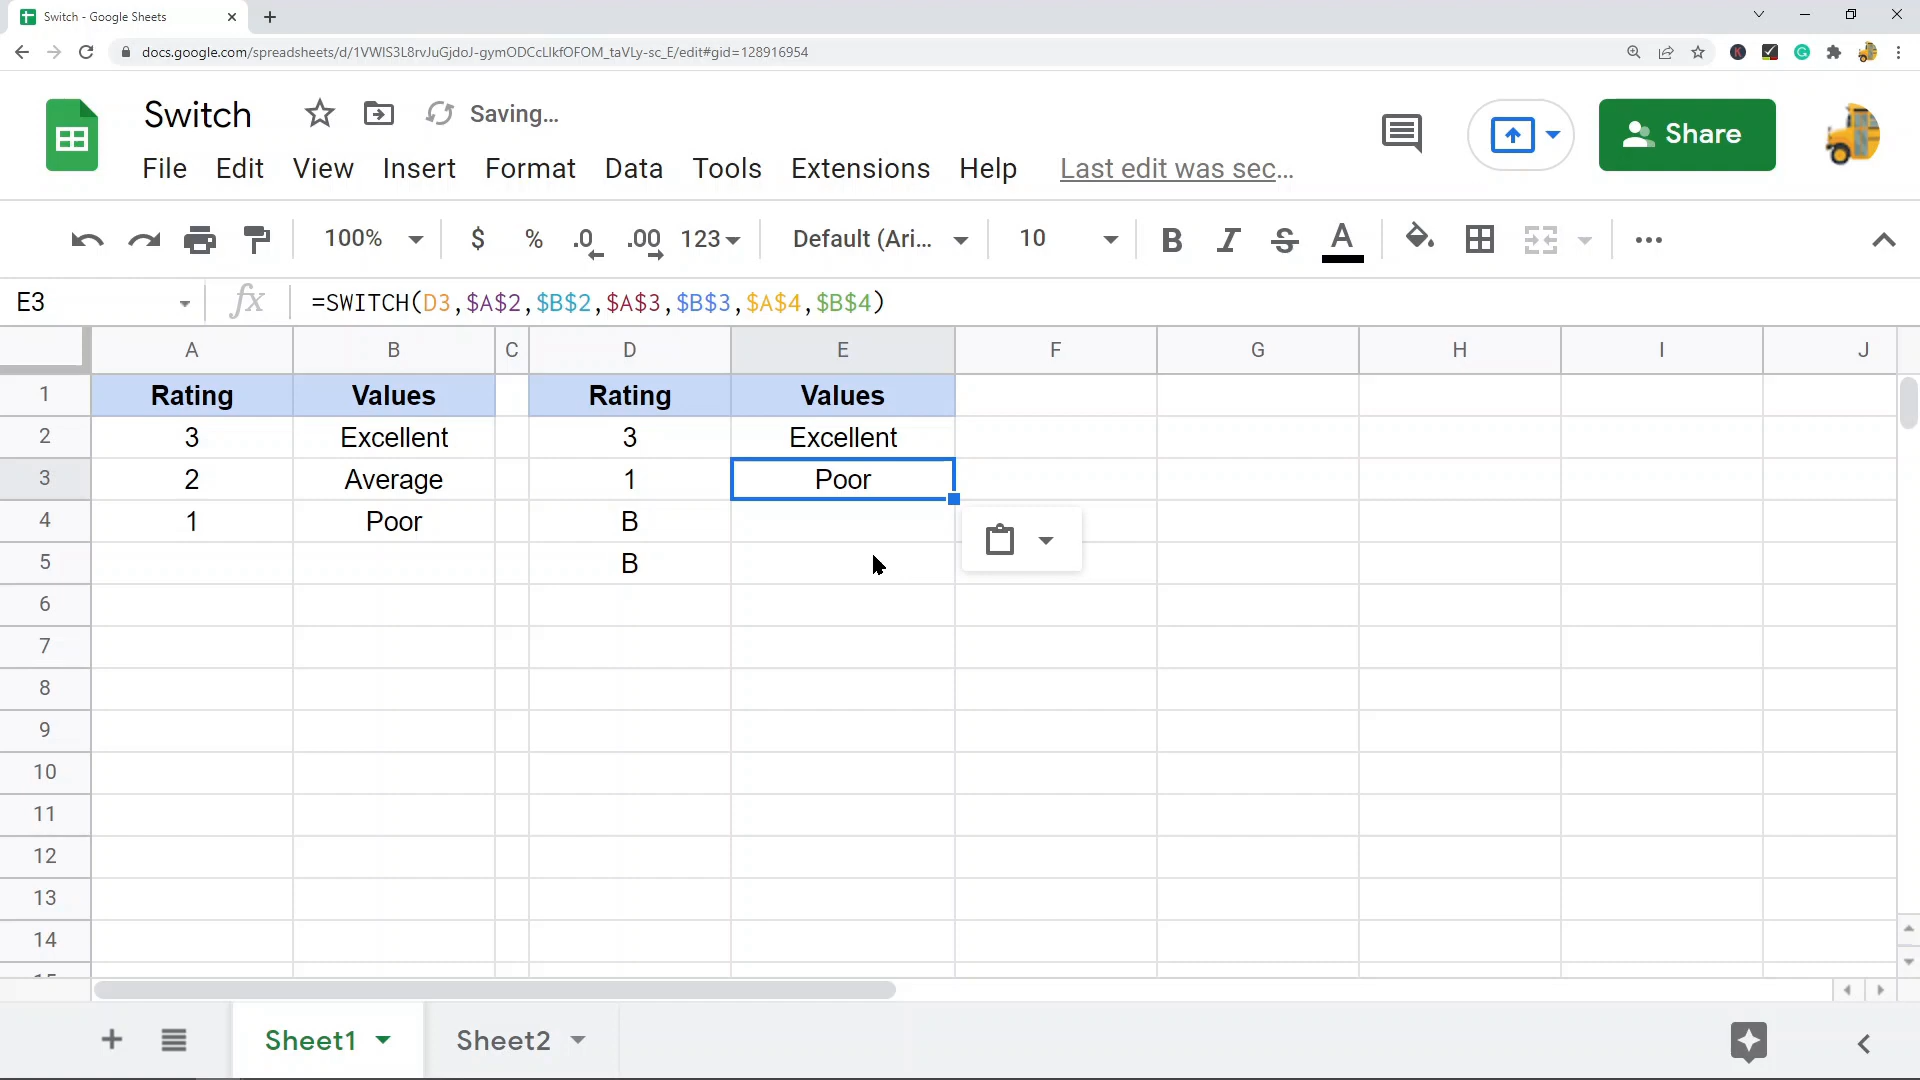 Switch - Google Sheets
docs.google.com/spreadsheets/d/1VWIS3L8rvJuGjdoJ-gymODCcLIkfOFOM_taVLy-sc_E/edit#gid=128916954
Switch Saving...
File Edit View Insert Format Data Tools Extensions Help Last edit was sec...
Share
100% $ % .0 .00 123 Default (Ari... 10 B I S A
E3 fx =SWITCH(D3,$A$2,$B$2,$A$3,$B$3,$A$4,$B$4)
A B C D E F G H I J
1 Rating Values Rating Values
2 3 Excellent 3 Excellent
3 2 Average 1 Poor
4 1 Poor B
5 B
6
7
8
9
10
11
12
13
14
Sheet1 Sheet2